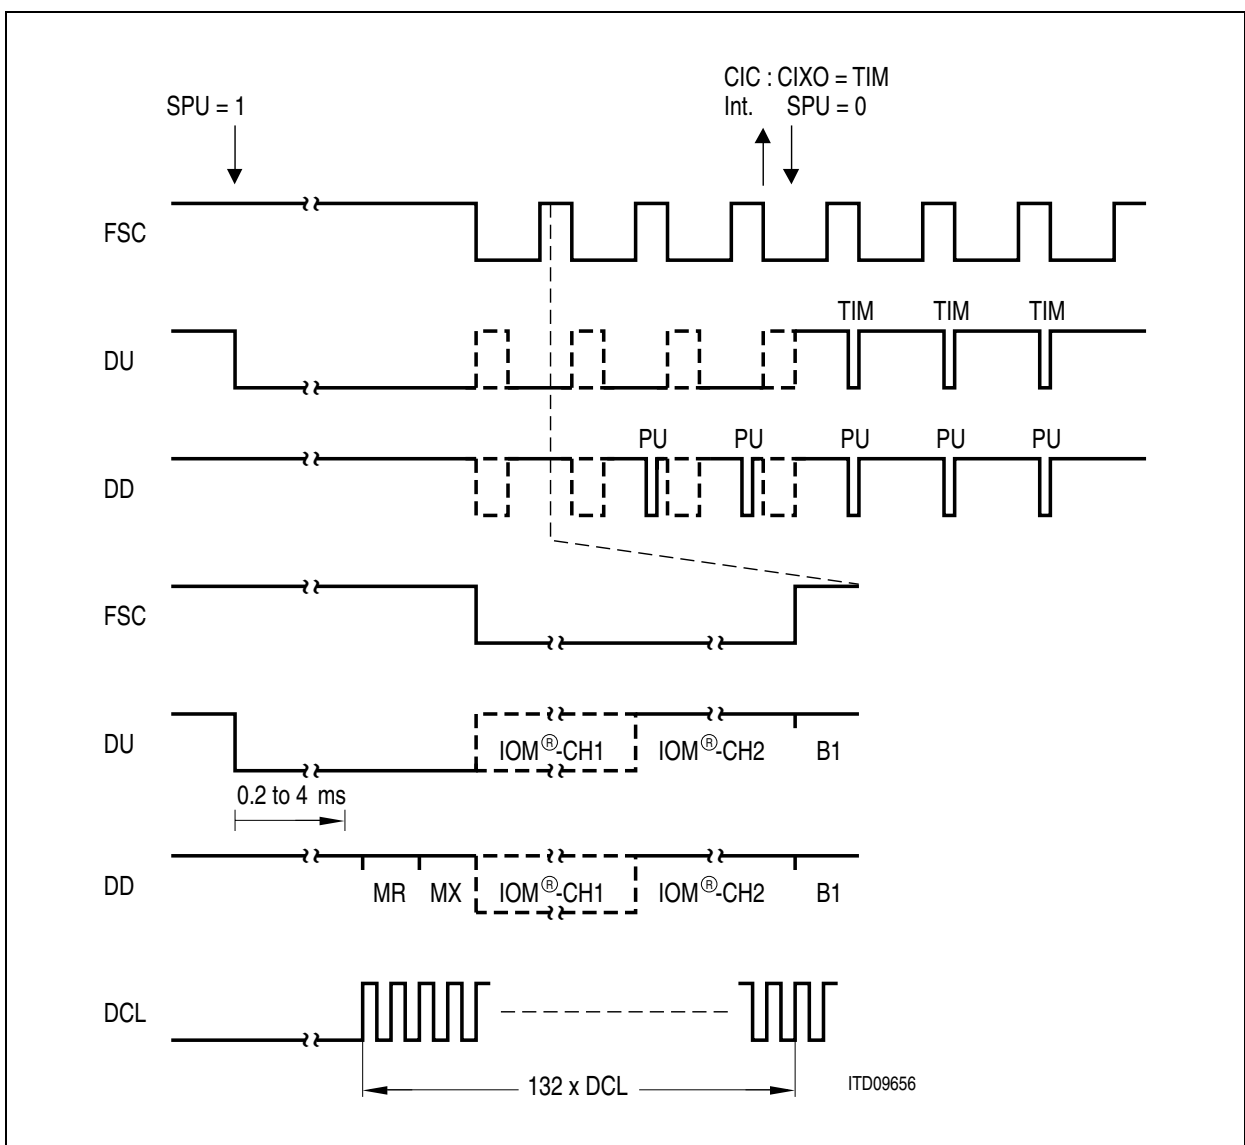 CIC : CIXO = TIM
SPU = 1
Int. SPU = 0
FSC
TIM TIM TIM
DU
PU PU PU PU PU
DD
FSC
DU
IOM®-CH1 IOM®-CH2 B1
0.2 to 4 ms
DD
MR MX IOM®-CH1 IOM®-CH2 B1
DCL
132 x DCL
ITD09656